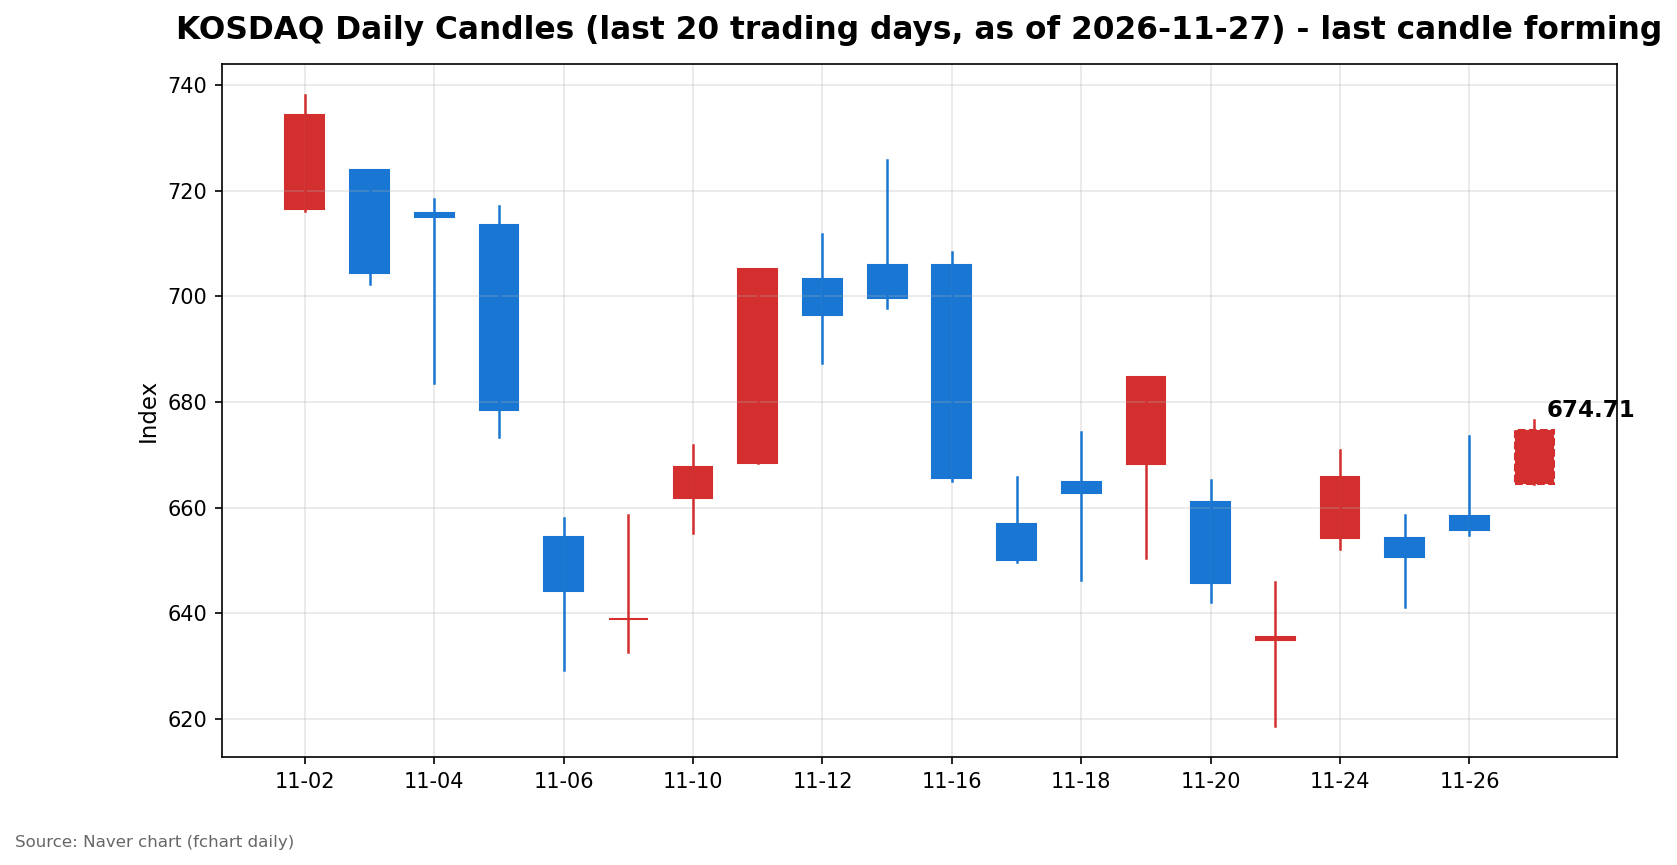 KOSDAQ Daily Candles (last 20 trading days, as of 2026-11-27) - last candle forming
740
720
700
680
660
640
620
Index
674.71
11-02 11-04 11-06 11-10 11-12 11-16 11-18 11-20 11-24 11-26
Source: Naver chart (fchart daily)